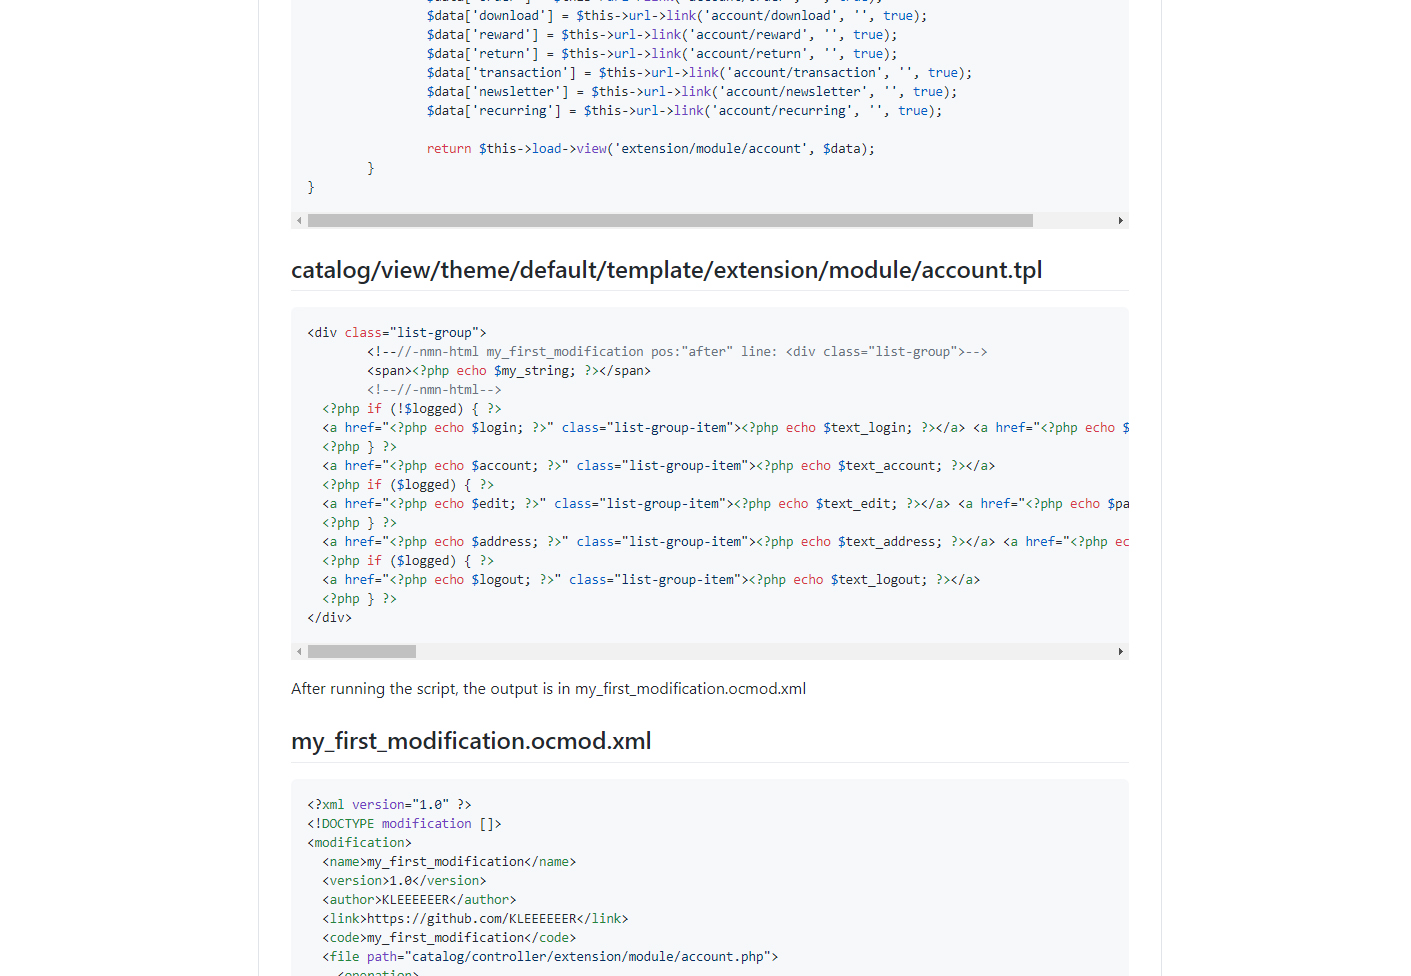 $data['download'] = $this->url->link('account/download', '', true);
$data['reward'] = $this->url->link('account/reward', '', true);
$data['return'] = $this->url->link('account/return', '', true);
$data['transaction'] = $this->url->link('account/transaction', '', true);
$data['newsletter'] = $this->url->link('account/newsletter', '', true);
$data['recurring'] = $this->url->link('account/recurring', '', true);
return $this->load->view('extension/module/account', $data);
}
}
catalog/view/theme/default/template/extension/module/account.tpl
<div class="list-group">
<!--//-nmn-html my_first_modification pos:"after" line: <div class="list-group">-->
<span><?php echo $my_string; ?></span>
<!--//-nmn-html-->
<?php if (!$logged) { ?>
<a href="<?php echo $login; ?>" class="list-group-item"><?php echo $text_login; ?></a> <a href="<?php echo $
<?php } ?>
<a href="<?php echo $account; ?>" class="list-group-item"><?php echo $text_account; ?></a>
<?php if ($logged) { ?>
<a href="<?php echo $edit; ?>" class="list-group-item"><?php echo $text_edit; ?></a> <a href="<?php echo $pa
<?php } ?>
<a href="<?php echo $address; ?>" class="list-group-item"><?php echo $text_address; ?></a> <a href="<?php ec
<?php if ($logged) { ?>
<a href="<?php echo $logout; ?>" class="list-group-item"><?php echo $text_logout; ?></a>
<?php } ?>
</div>
After running the script, the output is in my_first_modification.ocmod.xml
my_first_modification.ocmod.xml
<?xml version="1.0" ?>
<!DOCTYPE modification []>
<modification>
<name>my_first_modification</name>
<version>1.0</version>
<author>KLEEEEEER</author>
<link>https://github.com/KLEEEEEER</link>
<code>my_first_modification</code>
<file path="catalog/controller/extension/module/account.php">
<operation>